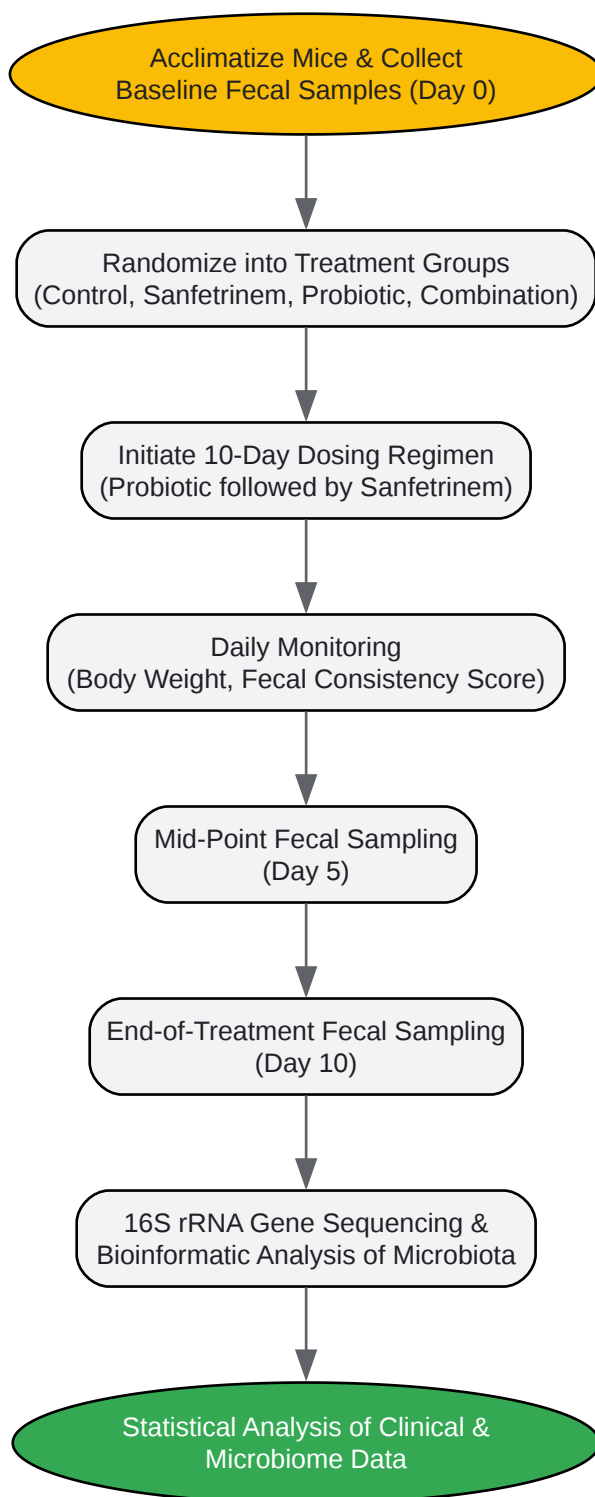 Acclimatize Mice & Collect
Baseline Fecal Samples (Day 0)
Randomize into Treatment Groups
(Control, Sanfetrinem, Probiotic, Combination)
Initiate 10-Day Dosing Regimen
(Probiotic followed by Sanfetrinem)
Daily Monitoring
(Body Weight, Fecal Consistency Score)
Mid-Point Fecal Sampling
(Day 5)
End-of-Treatment Fecal Sampling
(Day 10)
16S rRNA Gene Sequencing &
Bioinformatic Analysis of Microbiota
Statistical Analysis of Clinical &
Microbiome Data